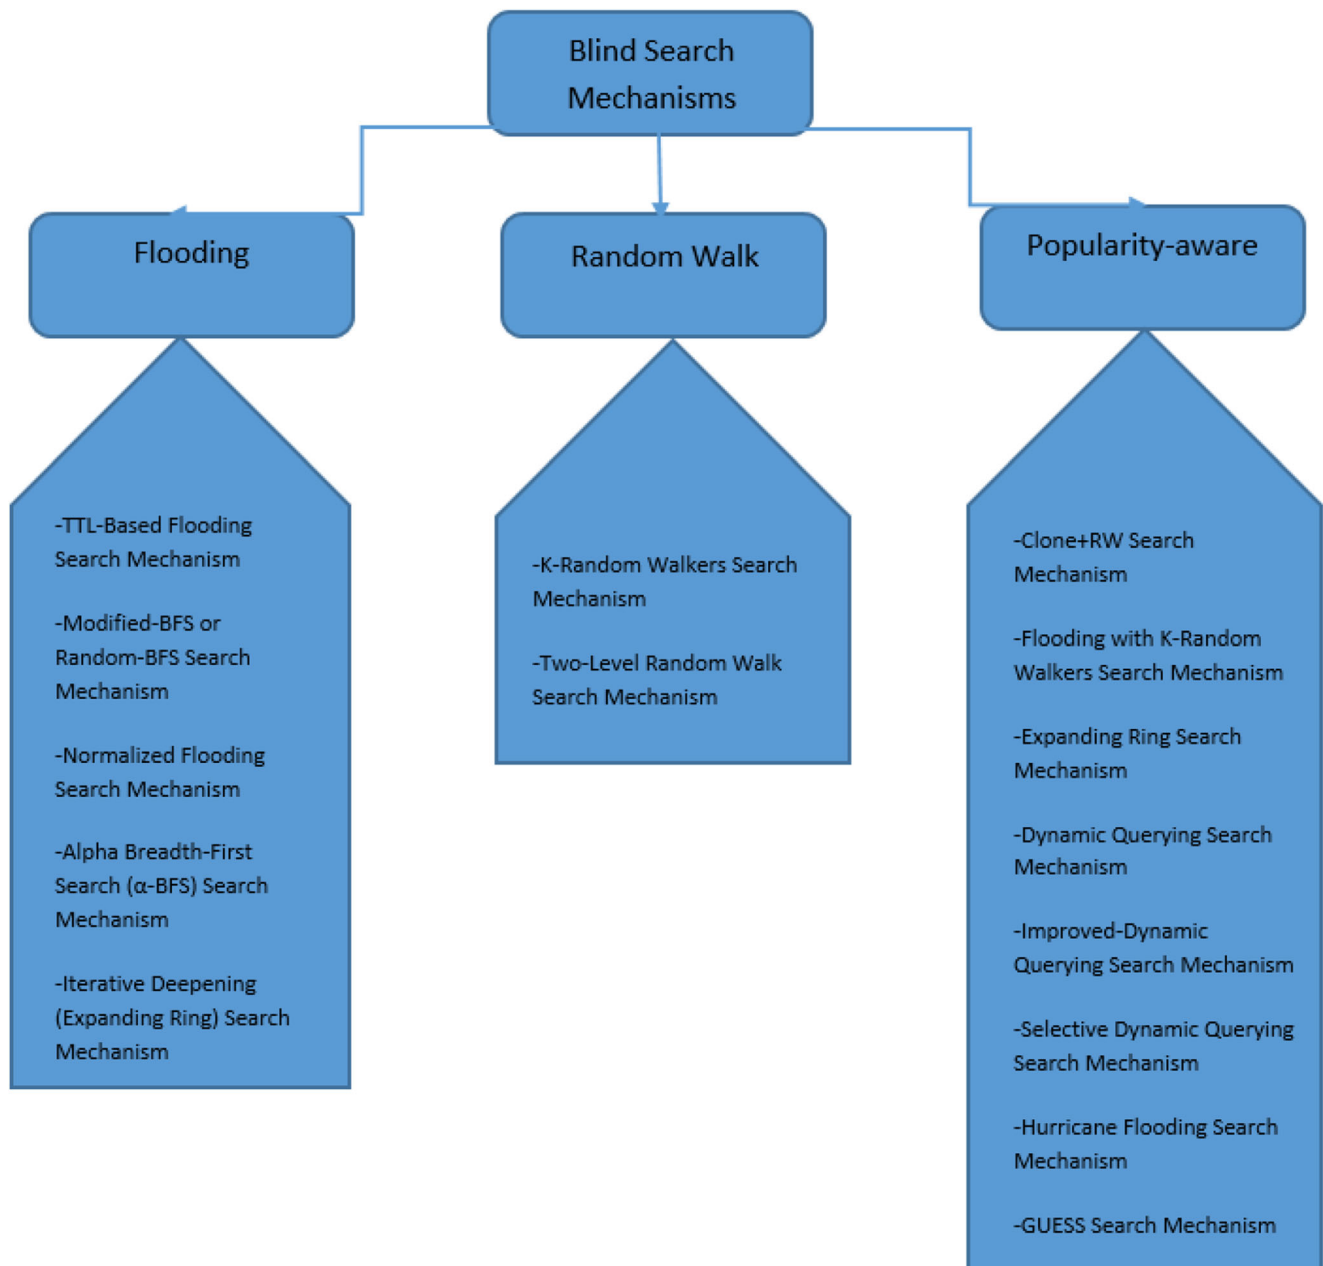 Blind Search
Mechanisms
Flooding
Random Walk
Popularity-aware
-TTL-Based Flooding
Search Mechanism
-Modified-BFS or
Random-BFS Search
Mechanism
-Normalized Flooding
Search Mechanism
-Alpha Breadth-First
Search (α-BFS) Search
Mechanism
-Iterative Deepening
(Expanding Ring) Search
Mechanism
-K-Random Walkers Search
Mechanism
-Two-Level Random Walk
Search Mechanism
-Clone+RW Search
Mechanism
-Flooding with K-Random
Walkers Search Mechanism
-Expanding Ring Search
Mechanism
-Dynamic Querying Search
Mechanism
-Improved-Dynamic
Querying Search Mechanism
-Selective Dynamic Querying
Search Mechanism
-Hurricane Flooding Search
Mechanism
-GUESS Search Mechanism